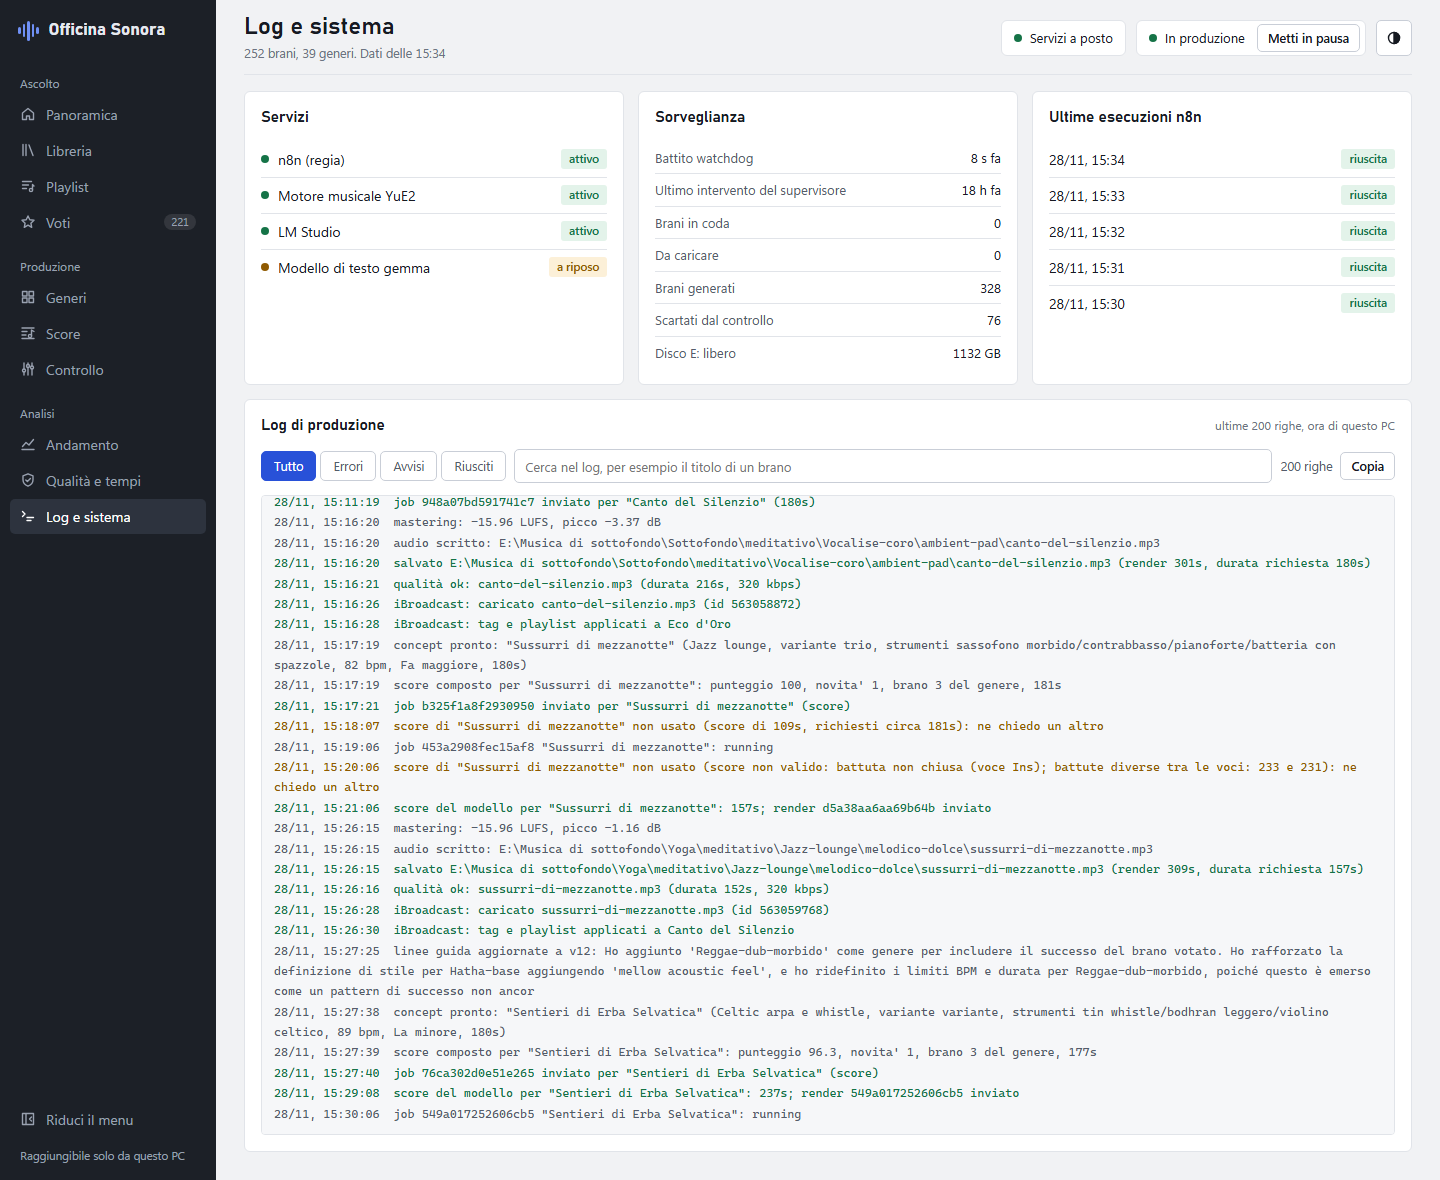 Officina Sonora
Ascolto
Panoramica
Libreria
Playlist
Voti 221
Produzione
Generi
Score
Controllo
Analisi
Andamento
Qualità e tempi
Log e sistema
Riduci il menu
Raggiungibile solo da questo PC
Log e sistema
252 brani, 39 generi. Dati delle 15:34
Servizi a posto
In produzione Metti in pausa
Servizi
n8n (regia) attivo
Motore musicale YuE2 attivo
LM Studio attivo
Modello di testo gemma a riposo
Sorveglianza
Battito watchdog 8 s fa
Ultimo intervento del supervisore 18 h fa
Brani in coda 0
Da caricare 0
Brani generati 328
Scartati dal controllo 76
Disco E: libero 1132 GB
Ultime esecuzioni n8n
28/11, 15:34 riuscita
28/11, 15:33 riuscita
28/11, 15:32 riuscita
28/11, 15:31 riuscita
28/11, 15:30 riuscita
Log di produzione
ultime 200 righe, ora di questo PC
Tutto Errori Avvisi Riusciti Cerca nel log, per esempio il titolo di un brano 200 righe Copia
28/11, 15:11:19 job 948a07bd591741c7 inviato per "Canto del Silenzio" (180s)
28/11, 15:16:20 mastering: −15.96 LUFS, picco −3.37 dB
28/11, 15:16:20 audio scritto: E:\Musica di sottofondo\Sottofondo\meditativo\Vocalise-coro\ambient-pad\canto-del-silenzio.mp3
28/11, 15:16:20 salvato E:\Musica di sottofondo\Sottofondo\meditativo\Vocalise-coro\ambient-pad\canto-del-silenzio.mp3 (render 301s, durata richiesta 180s)
28/11, 15:16:21 qualità ok: canto-del-silenzio.mp3 (durata 216s, 320 kbps)
28/11, 15:16:26 iBroadcast: caricato canto-del-silenzio.mp3 (id 563058872)
28/11, 15:16:28 iBroadcast: tag e playlist applicati a Eco d'Oro
28/11, 15:17:19 concept pronto: "Sussurri di mezzanotte" (Jazz lounge, variante trio, strumenti sassofono morbido/contrabbasso/pianoforte/batteria con
spazzole, 82 bpm, Fa maggiore, 180s)
28/11, 15:17:19 score composto per "Sussurri di mezzanotte": punteggio 100, novita' 1, brano 3 del genere, 181s
28/11, 15:17:21 job b325f1a8f2930950 inviato per "Sussurri di mezzanotte" (score)
28/11, 15:18:07 score di "Sussurri di mezzanotte" non usato (score di 109s, richiesti circa 181s): ne chiedo un altro
28/11, 15:19:06 job 453a2908fec15af8 "Sussurri di mezzanotte": running
28/11, 15:20:06 score di "Sussurri di mezzanotte" non usato (score non valido: battuta non chiusa (voce Ins); battute diverse tra le voci: 233 e 231): ne
chiedo un altro
28/11, 15:21:06 score del modello per "Sussurri di mezzanotte": 157s; render d5a38aa6aa69b64b inviato
28/11, 15:26:15 mastering: −15.96 LUFS, picco −1.16 dB
28/11, 15:26:15 audio scritto: E:\Musica di sottofondo\Yoga\meditativo\Jazz-lounge\melodico-dolce\sussurri-di-mezzanotte.mp3
28/11, 15:26:15 salvato E:\Musica di sottofondo\Yoga\meditativo\Jazz-lounge\melodico-dolce\sussurri-di-mezzanotte.mp3 (render 309s, durata richiesta 157s)
28/11, 15:26:16 qualità ok: sussurri-di-mezzanotte.mp3 (durata 152s, 320 kbps)
28/11, 15:26:28 iBroadcast: caricato sussurri-di-mezzanotte.mp3 (id 563059768)
28/11, 15:26:30 iBroadcast: tag e playlist applicati a Canto del Silenzio
28/11, 15:27:25 linee guida aggiornate a v12: Ho aggiunto 'Reggae-dub-morbido' come genere per includere il successo del brano votato. Ho rafforzato la
definizione di stile per Hatha-base aggiungendo 'mellow acoustic feel', e ho ridefinito i limiti BPM e durata per Reggae-dub-morbido, poiché questo è emerso
come un pattern di successo non ancor
28/11, 15:27:38 concept pronto: "Sentieri di Erba Selvatica" (Celtic arpa e whistle, variante variante, strumenti tin whistle/bodhran leggero/violino
celtico, 89 bpm, La minore, 180s)
28/11, 15:27:39 score composto per "Sentieri di Erba Selvatica": punteggio 96.3, novita' 1, brano 3 del genere, 177s
28/11, 15:27:40 job 76ca302d0e51e265 inviato per "Sentieri di Erba Selvatica" (score)
28/11, 15:29:08 score del modello per "Sentieri di Erba Selvatica": 237s; render 549a017252606cb5 inviato
28/11, 15:30:06 job 549a017252606cb5 "Sentieri di Erba Selvatica": running